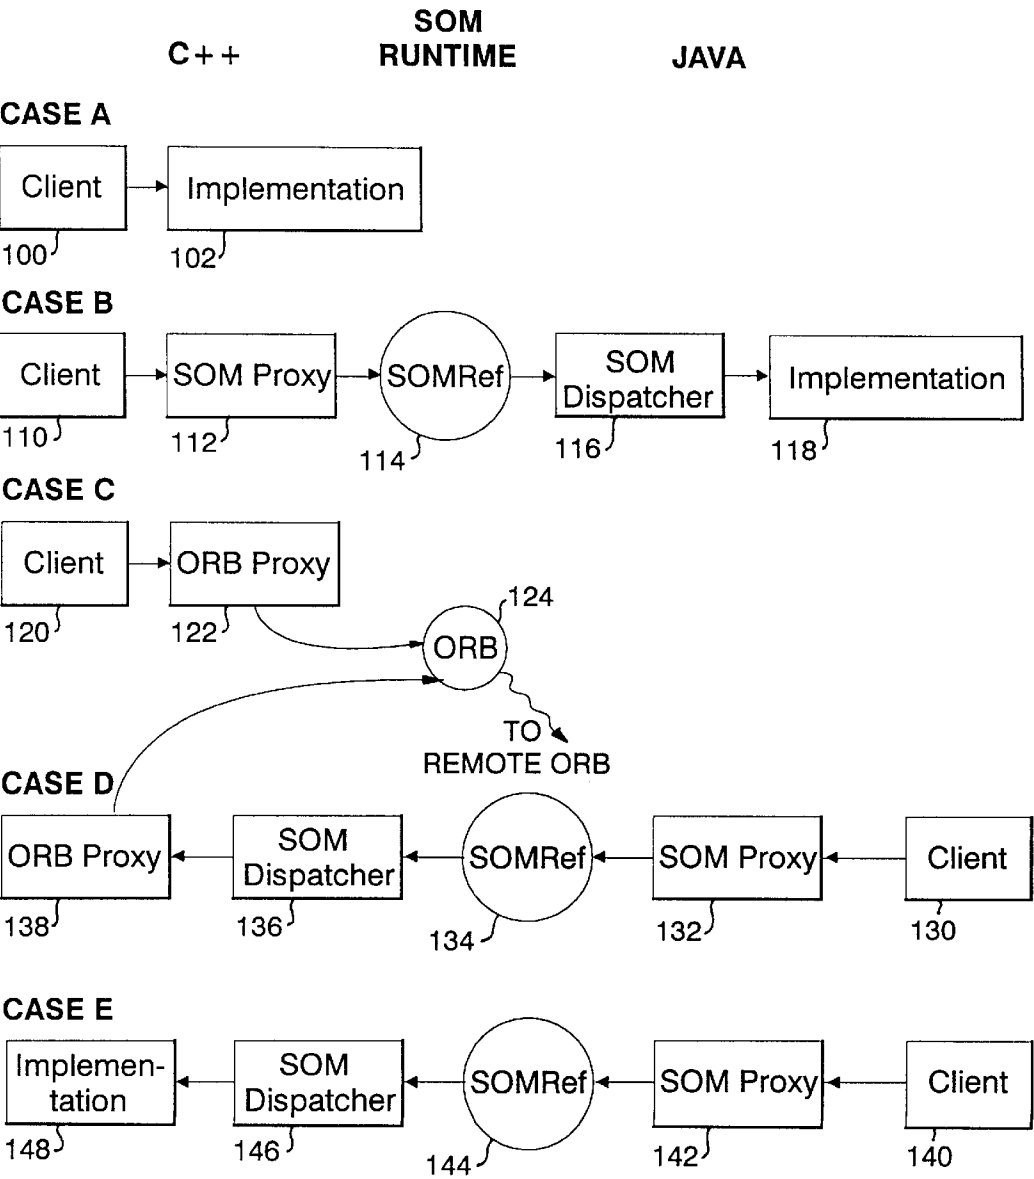 SOM
C++ RUNTIME JAVA
CASE A
Client Implementation
100 102
CASE B
Client SOM Proxy SOMRef SOM
Dispatcher Implementation
110 112 114 116 118
CASE C
Client ORB Proxy
120 122 124
ORB
TO
REMOTE ORB
CASE D
ORB Proxy SOM
Dispatcher SOMRef SOM Proxy Client
138 136 134 132 130
CASE E
Implemen-
tation SOM
Dispatcher SOMRef SOM Proxy Client
148 146 144 142 140